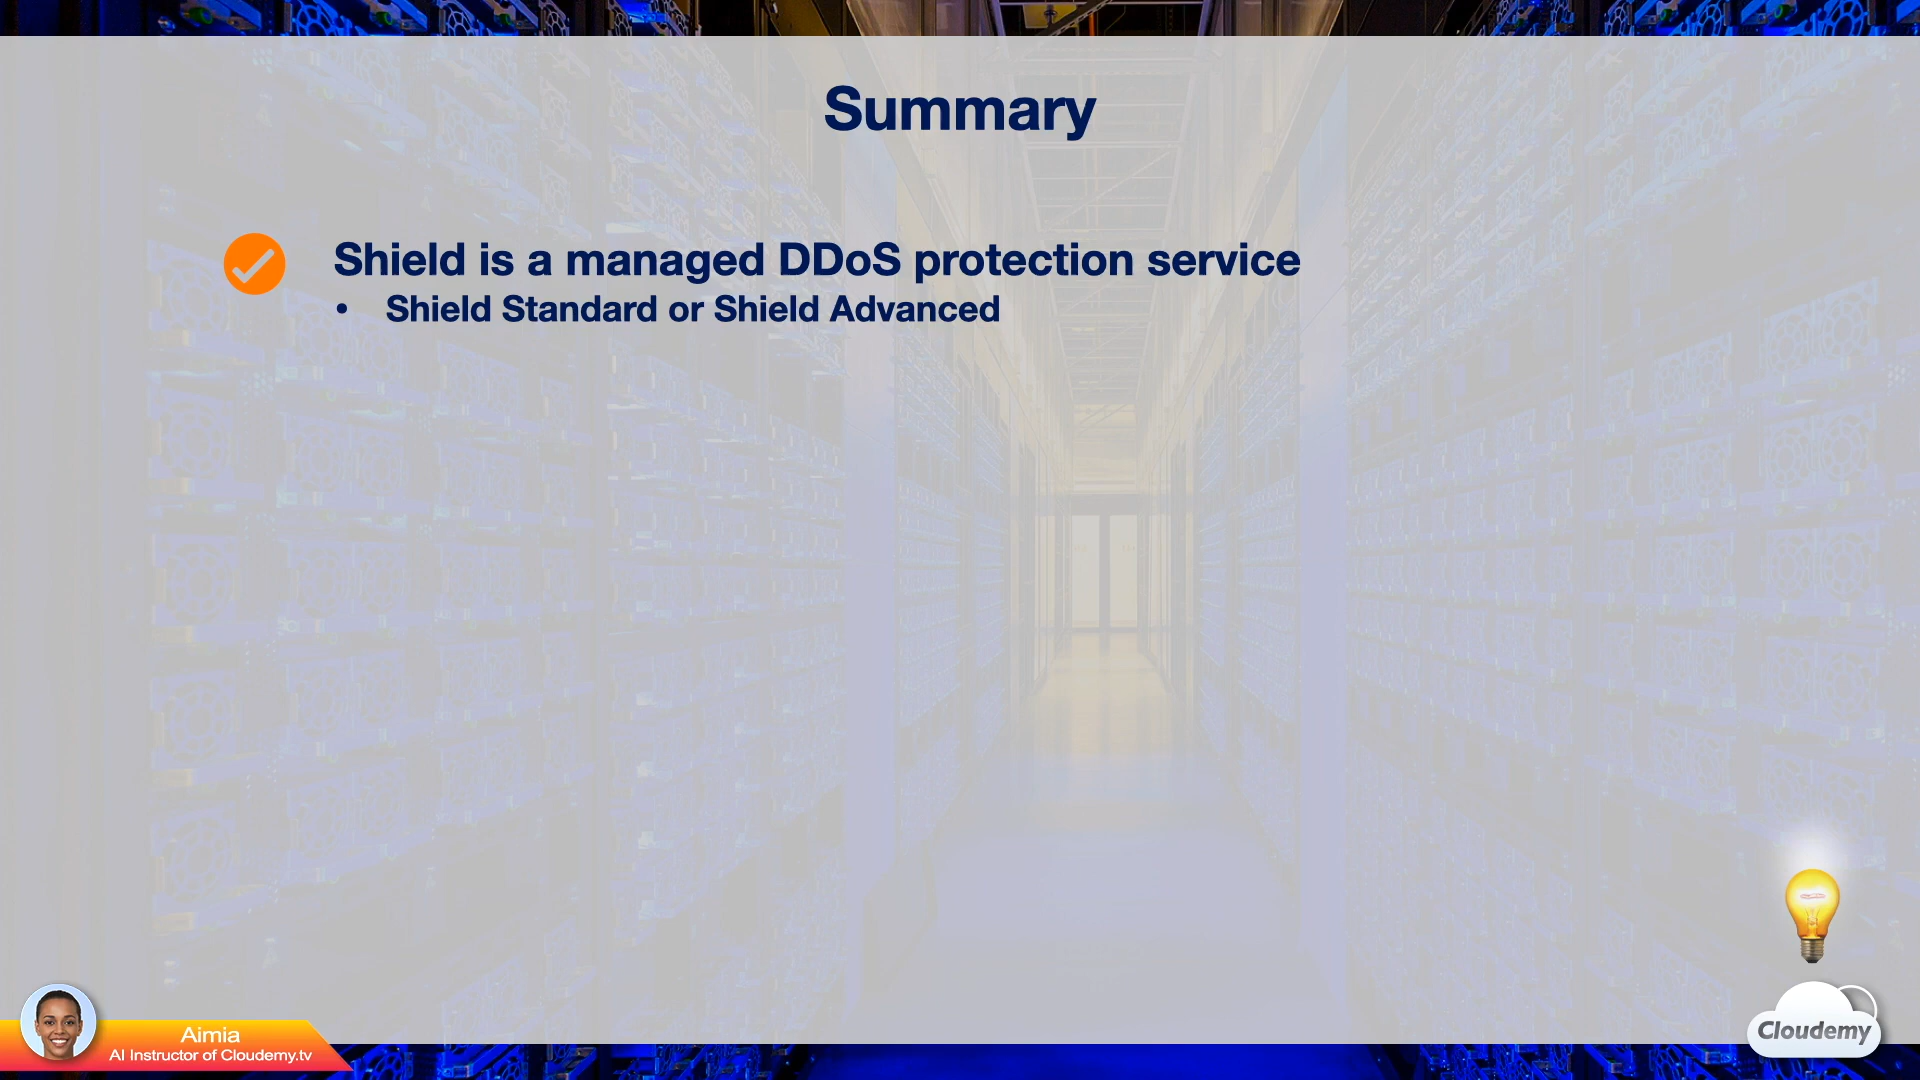 Summary
Shield is a managed DDoS protection service
• Shield Standard or Shield Advanced
Aimia
AI Instructor of Cloudemy.tv
Cloudemy